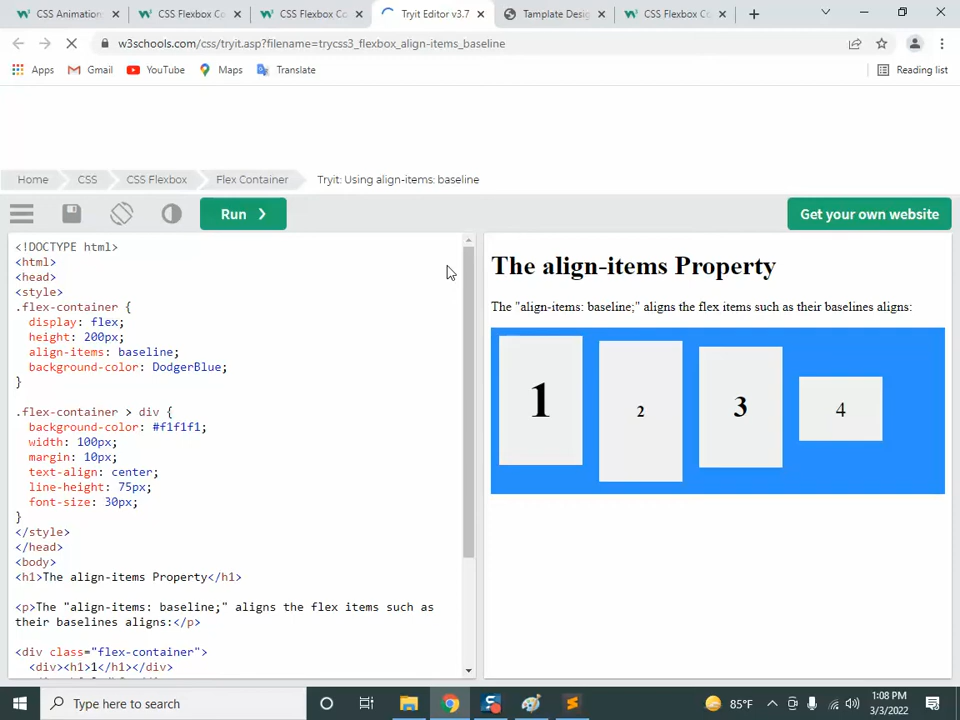 CSS Animation
CSS Flexbox Co
CSS Flexbox Co
Tryit Editor v3.7
Tamplate Desig
CSS Flexbox Co
w3schools.com/css/tryit.asp?filename=trycss3_flexbox_align-items_baseline
Apps
Gmail
YouTube
Maps
Translate
Reading list
Home
CSS
CSS Flexbox
Flex Container
Tryit: Using align-items: baseline
Run ❯
Get your own website
<!DOCTYPE html>
<html>
<head>
<style>
.flex-container {
display: flex;
height: 200px;
align-items: baseline;
background-color: DodgerBlue;
}
.flex-container > div {
background-color: #f1f1f1;
width: 100px;
margin: 10px;
text-align: center;
line-height: 75px;
font-size: 30px;
}
</style>
</head>
<body>
<h1>The align-items Property</h1>
<p>The "align-items: baseline;" aligns the flex items such as
their baselines aligns:</p>
<div class="flex-container">
<div><h1>1</h1></div>
The align-items Property
The "align-items: baseline;" aligns the flex items such as their baselines aligns:
1
2
3
4
Type here to search
85°F
1:08 PM
3/3/2022